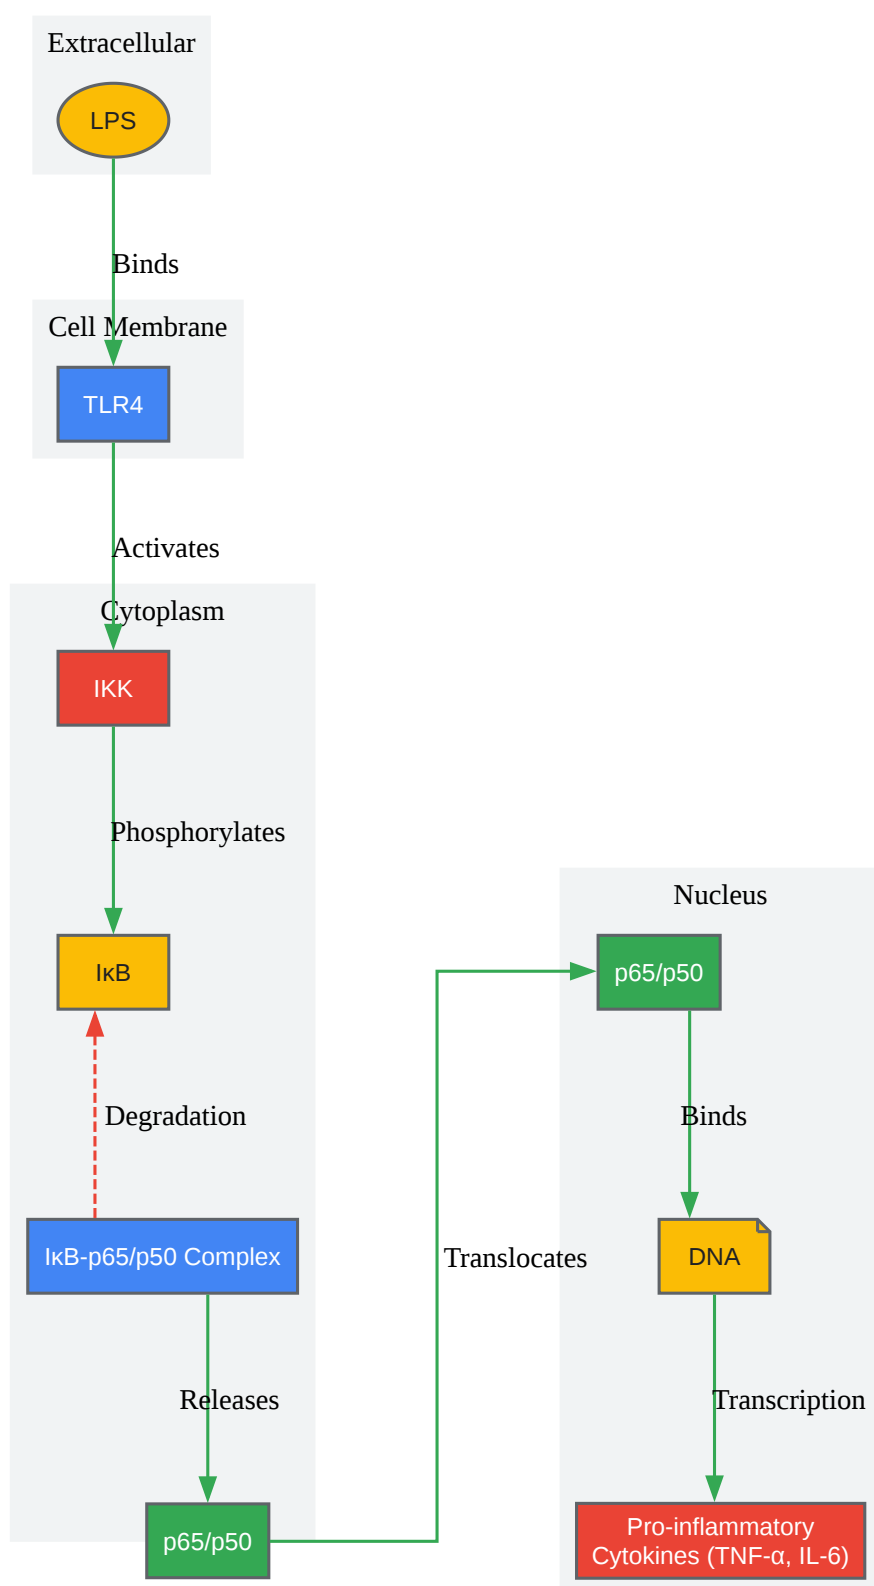 Extracellular
LPS
Binds
Cell Membrane
TLR4
Activates
Cytoplasm
IKK
Phosphorylates
IκB
Degradation
IκB-p65/p50 Complex
Releases
p65/p50
Translocates
Nucleus
p65/p50
Binds
DNA
Transcription
Pro-inflammatory
Cytokines (TNF-α, IL-6)